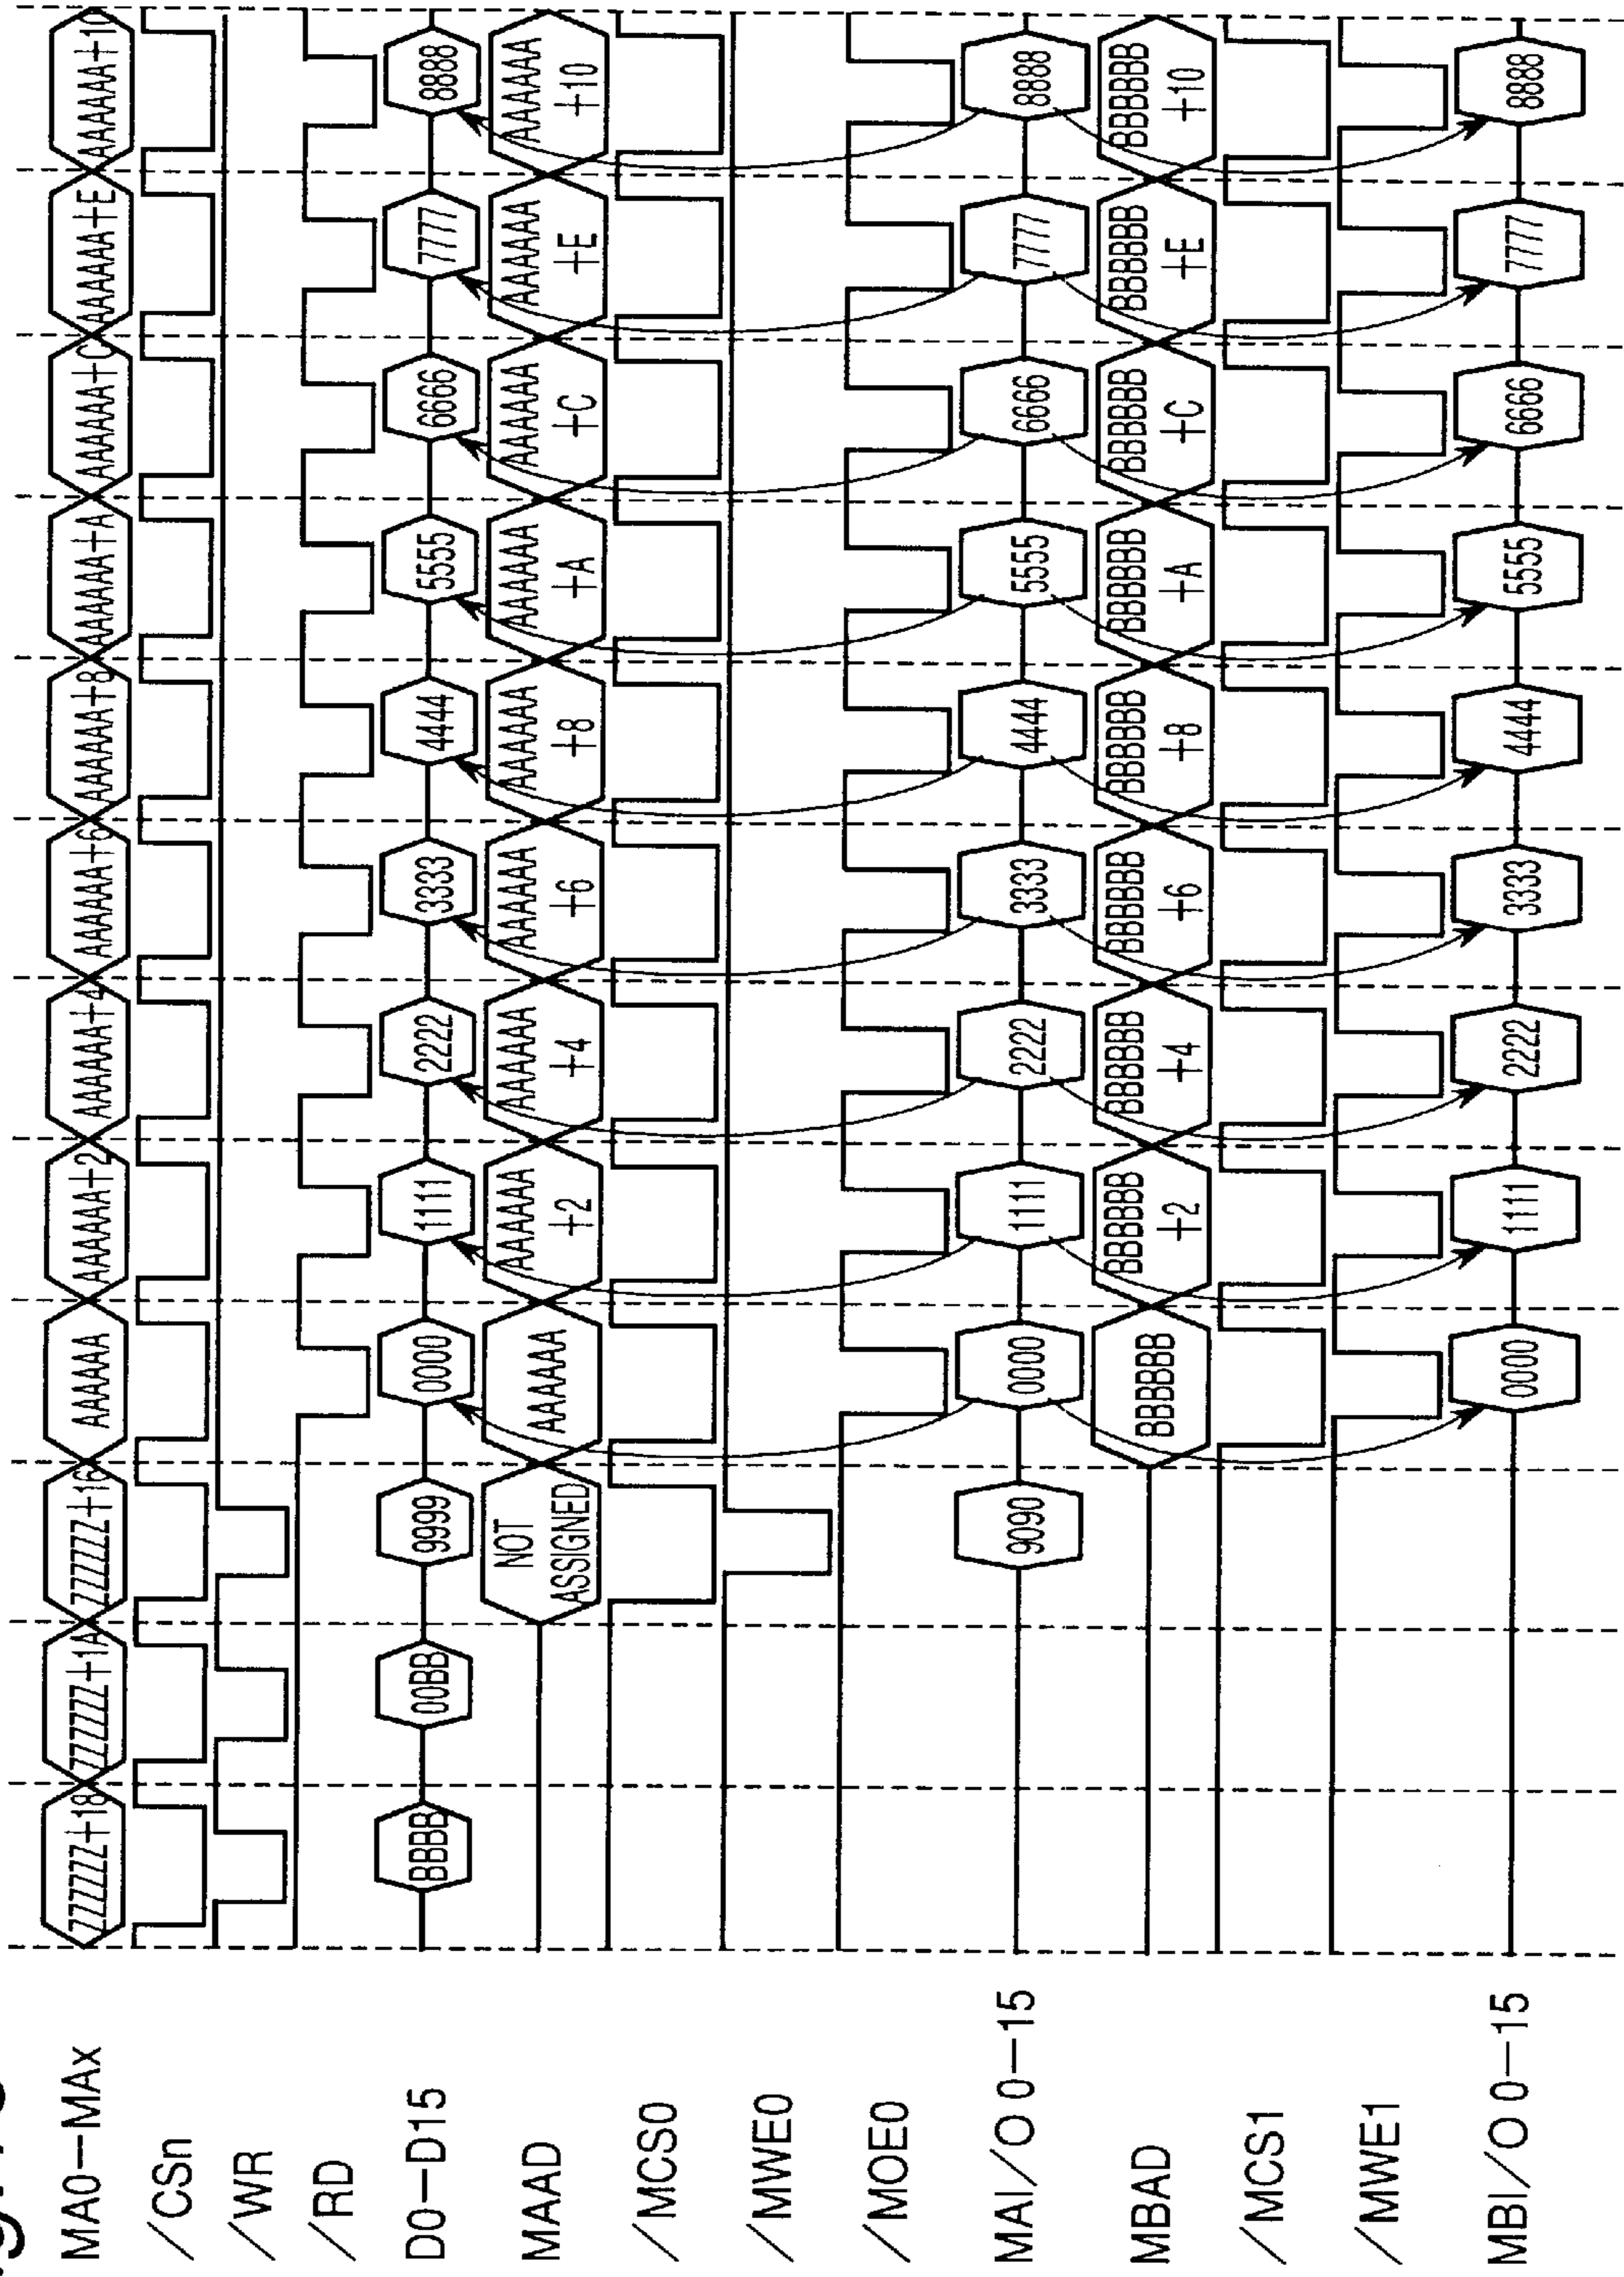 MA0-MAx ZZZZZZ+18 ZZZZZZ+1A ZZZZZZ+16 AAAAAA AAAAAA+2 AAAAAA+4 AAAAAA+6 AAAAAA+8 AAAAAA+A AAAAAA+C AAAAAA+E AAAAAA+10
/CSn
/WR
/RD
D0-D15 BBBB 00BB 9999 0000 1111 2222 3333 4444 5555 6666 7777 8888
MAAD NOT ASSIGNED AAAAAA AAAAAA+2 AAAAAA+4 AAAAAA+6 AAAAAA+8 AAAAAA+A AAAAAA+C AAAAAA+E AAAAAA+10
/MCS0
/MWE0
/MOE0
MAI/O 0-15 9090 0000 1111 2222 3333 4444 5555 6666 7777 8888
MBAD BBBBBB BBBBBB+2 BBBBBB+4 BBBBBB+6 BBBBBB+8 BBBBBB+A BBBBBB+C BBBBBB+E BBBBBB+10
/MCS1
/MWE1
MBI/O 0-15 0000 1111 2222 3333 4444 5555 6666 7777 8888